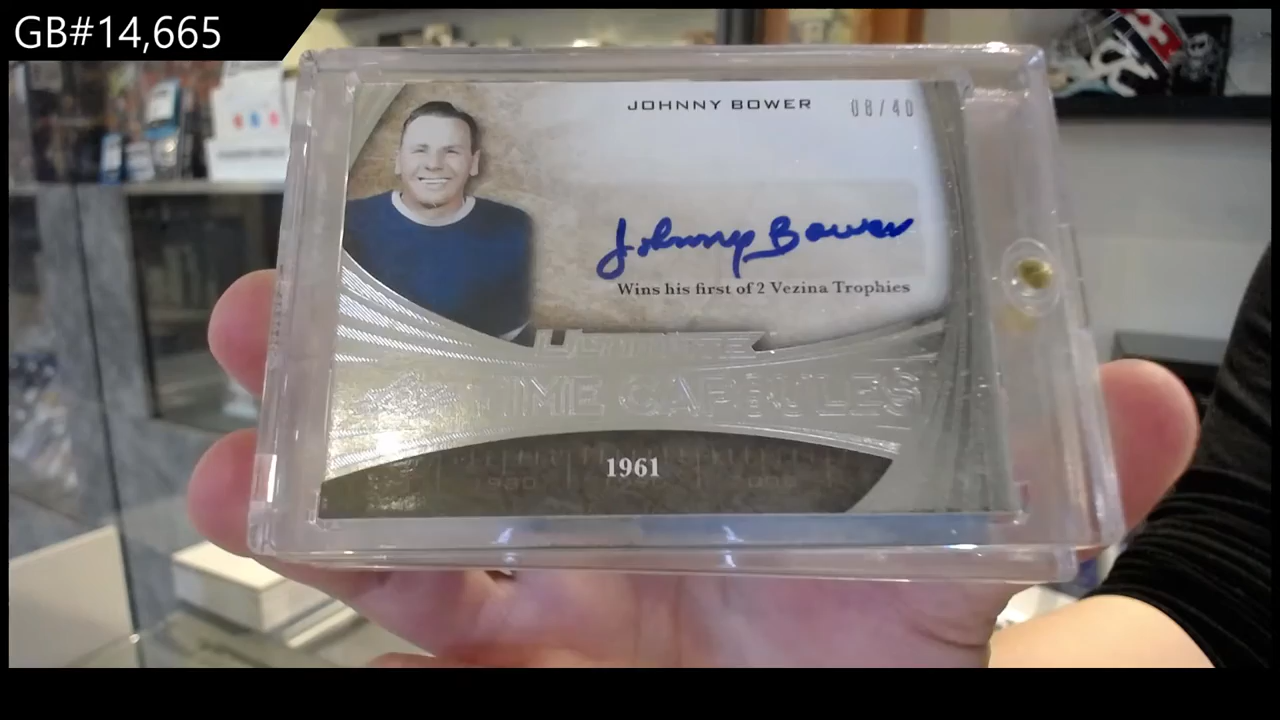 GB#14,665
JOHNNY BOWER 08/40
Johnny Bower
Wins his first of 2 Vezina Trophies
ULTIMATE
TIME CAPSULES
1961